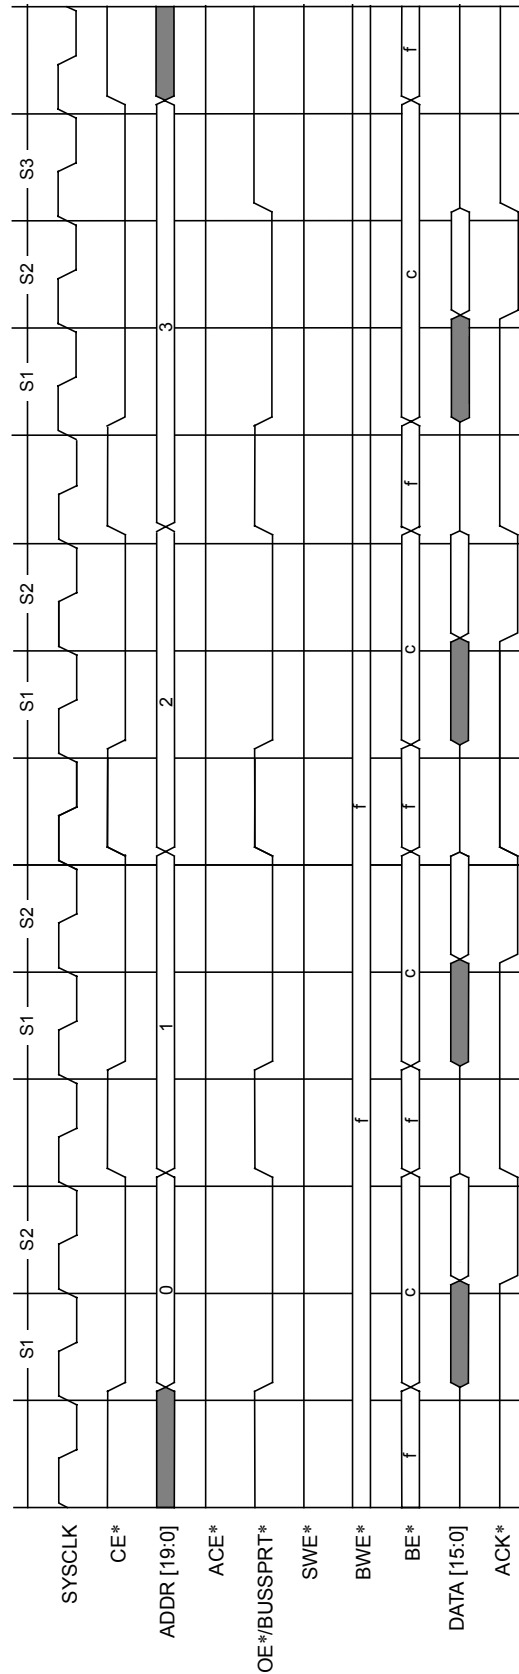 S1 S2 S1 S2 S1 S2 S1 S2 S3
SYSCLK
CE*
ADDR [19:0] 0 1 2 3
ACE*
OE*/BUSSPRT*
SWE*
BWE* f f
BE* f c f c f c f c f
DATA [15:0]
ACK*